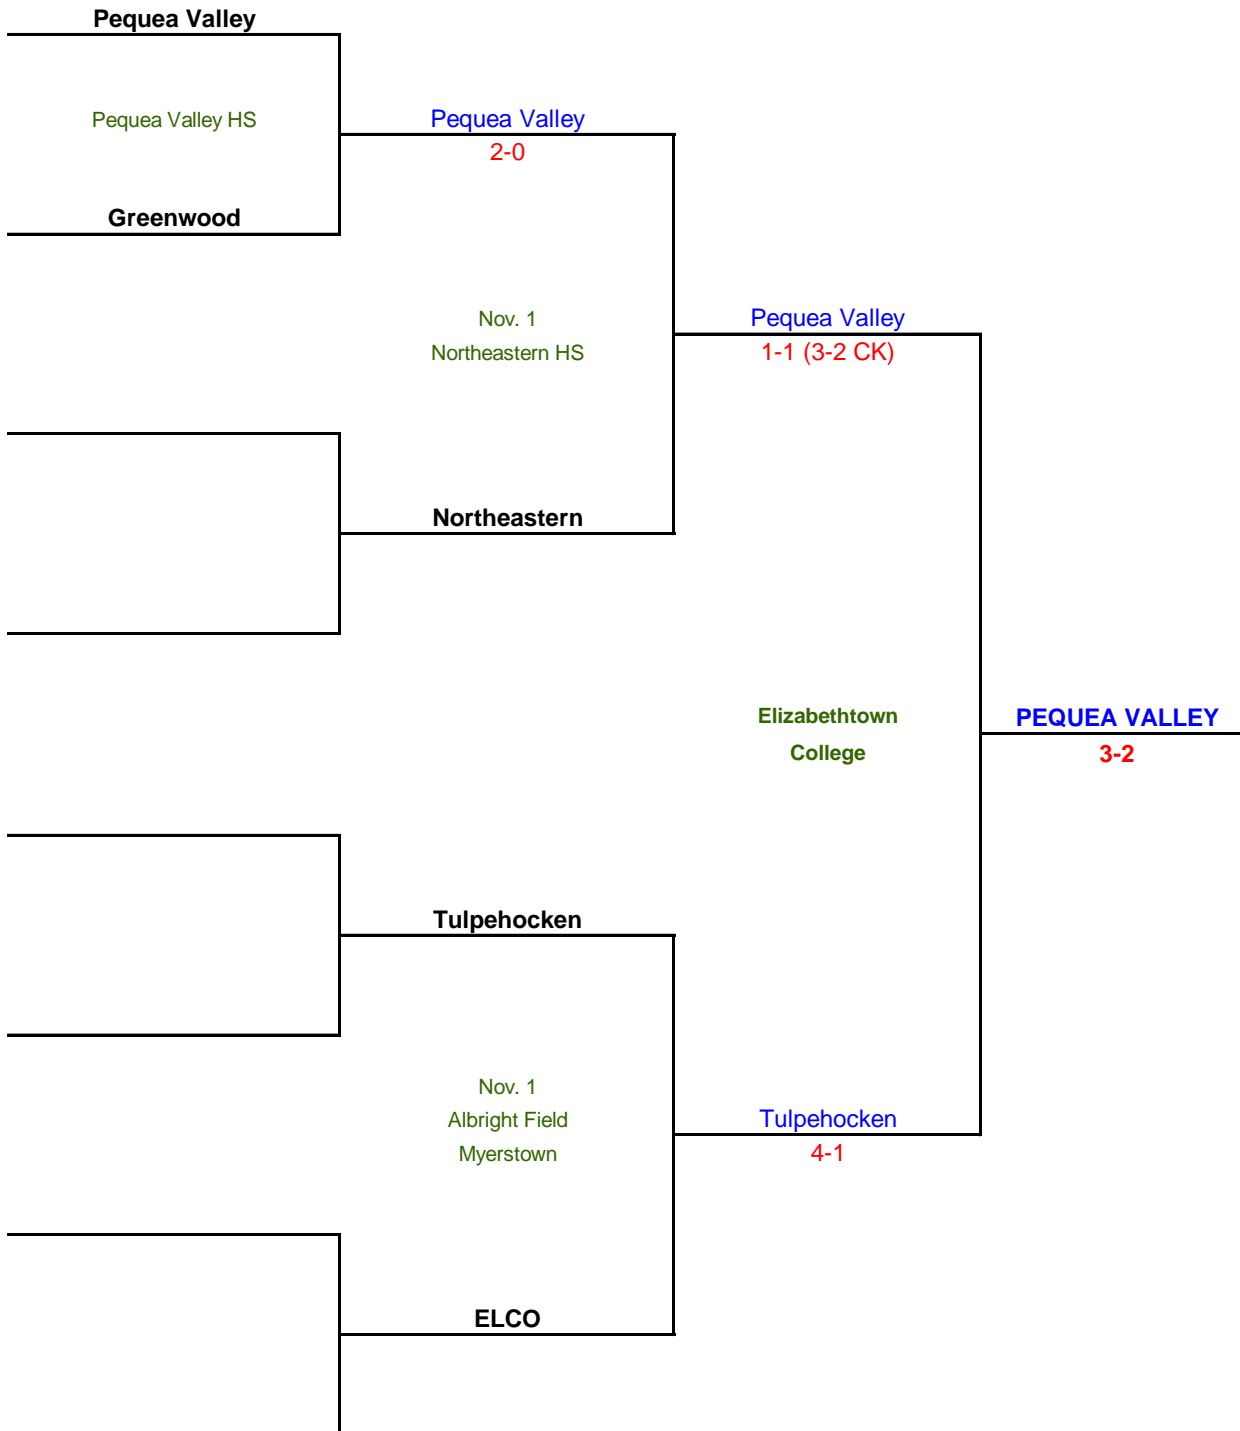 Pequea Valley
Pequea Valley HS
Pequea Valley
2-0
Greenwood
Nov. 1
Northeastern HS
Pequea Valley
1-1 (3-2 CK)
Northeastern
Elizabethtown
College
PEQUEA VALLEY
3-2
Tulpehocken
Nov. 1
Albright Field
Myerstown
Tulpehocken
4-1
ELCO